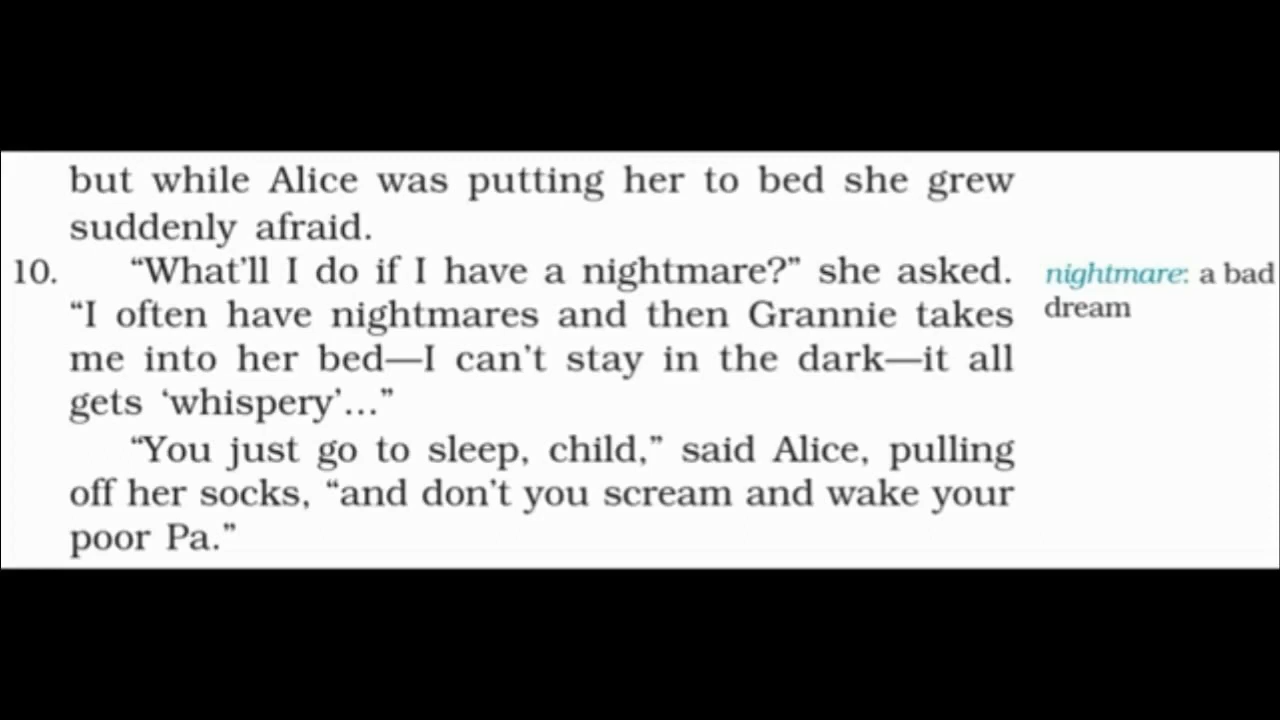 but while Alice was putting her to bed she grew
suddenly afraid.
10. “What’ll I do if I have a nightmare?” she asked.
“I often have nightmares and then Grannie takes
me into her bed—I can’t stay in the dark—it all
gets ‘whispery’...”
“You just go to sleep, child,” said Alice, pulling
off her socks, “and don’t you scream and wake your
poor Pa.”
nightmare: a bad
dream